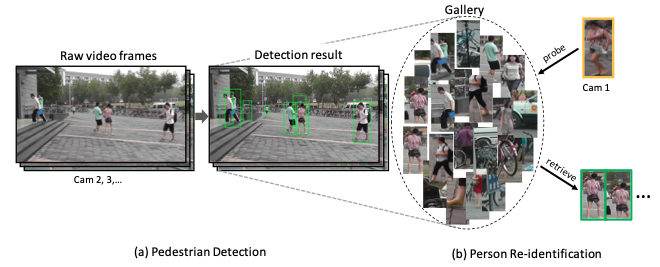 Gallery
Raw video frames
Detection result
probe
Cam 1
retrieve
Cam 2, 3,...
...
(a) Pedestrian Detection
(b) Person Re-identification